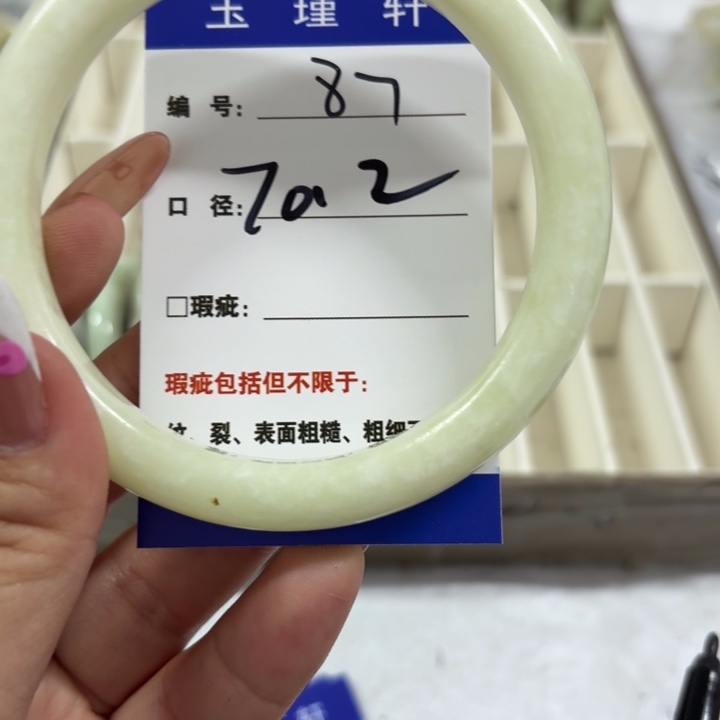 玉瑾轩
编号: 87
口径: 70.2
□瑕疵:
瑕疵包括但不限于:
纹、裂、表面粗糙、粗细